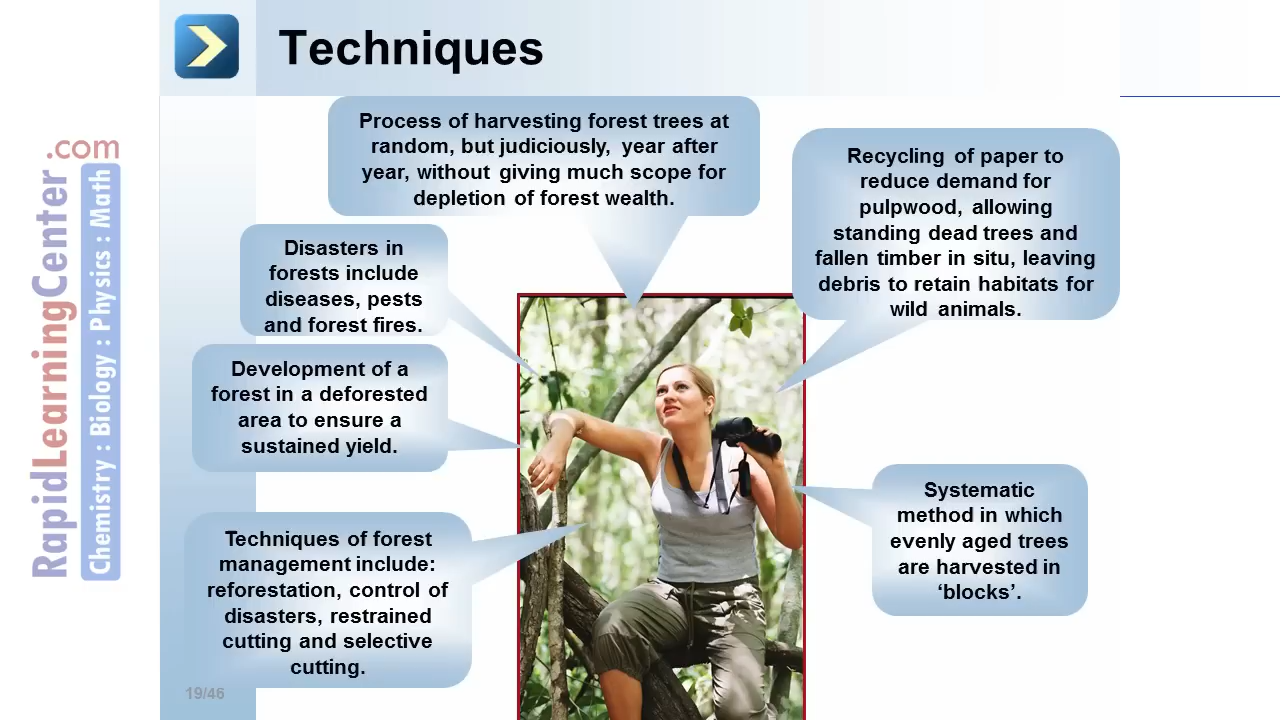 Techniques
Process of harvesting forest trees at
random, but judiciously, year after
year, without giving much scope for
depletion of forest wealth.
Recycling of paper to
reduce demand for
pulpwood, allowing
standing dead trees and
fallen timber in situ, leaving
debris to retain habitats for
wild animals.
Disasters in
forests include
diseases, pests
and forest fires.
Development of a
forest in a deforested
area to ensure a
sustained yield.
Techniques of forest
management include:
reforestation, control of
disasters, restrained
cutting and selective
cutting.
Systematic
method in which
evenly aged trees
are harvested in
‘blocks’.
19/46
RapidLearningCenter.com
Chemistry : Biology : Physics : Math